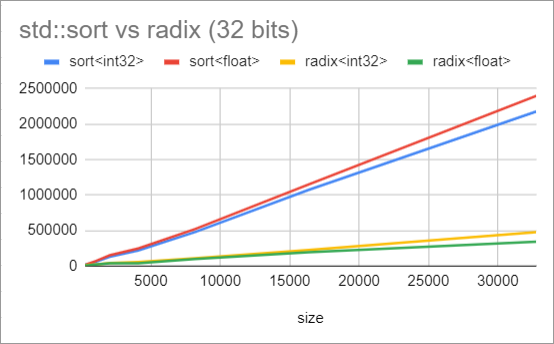 std::sort vs radix (32 bits)
sort<int32> sort<float> radix<int32> radix<float>
2500000
2000000
1500000
1000000
500000
0
5000 10000 15000 20000 25000 30000
size